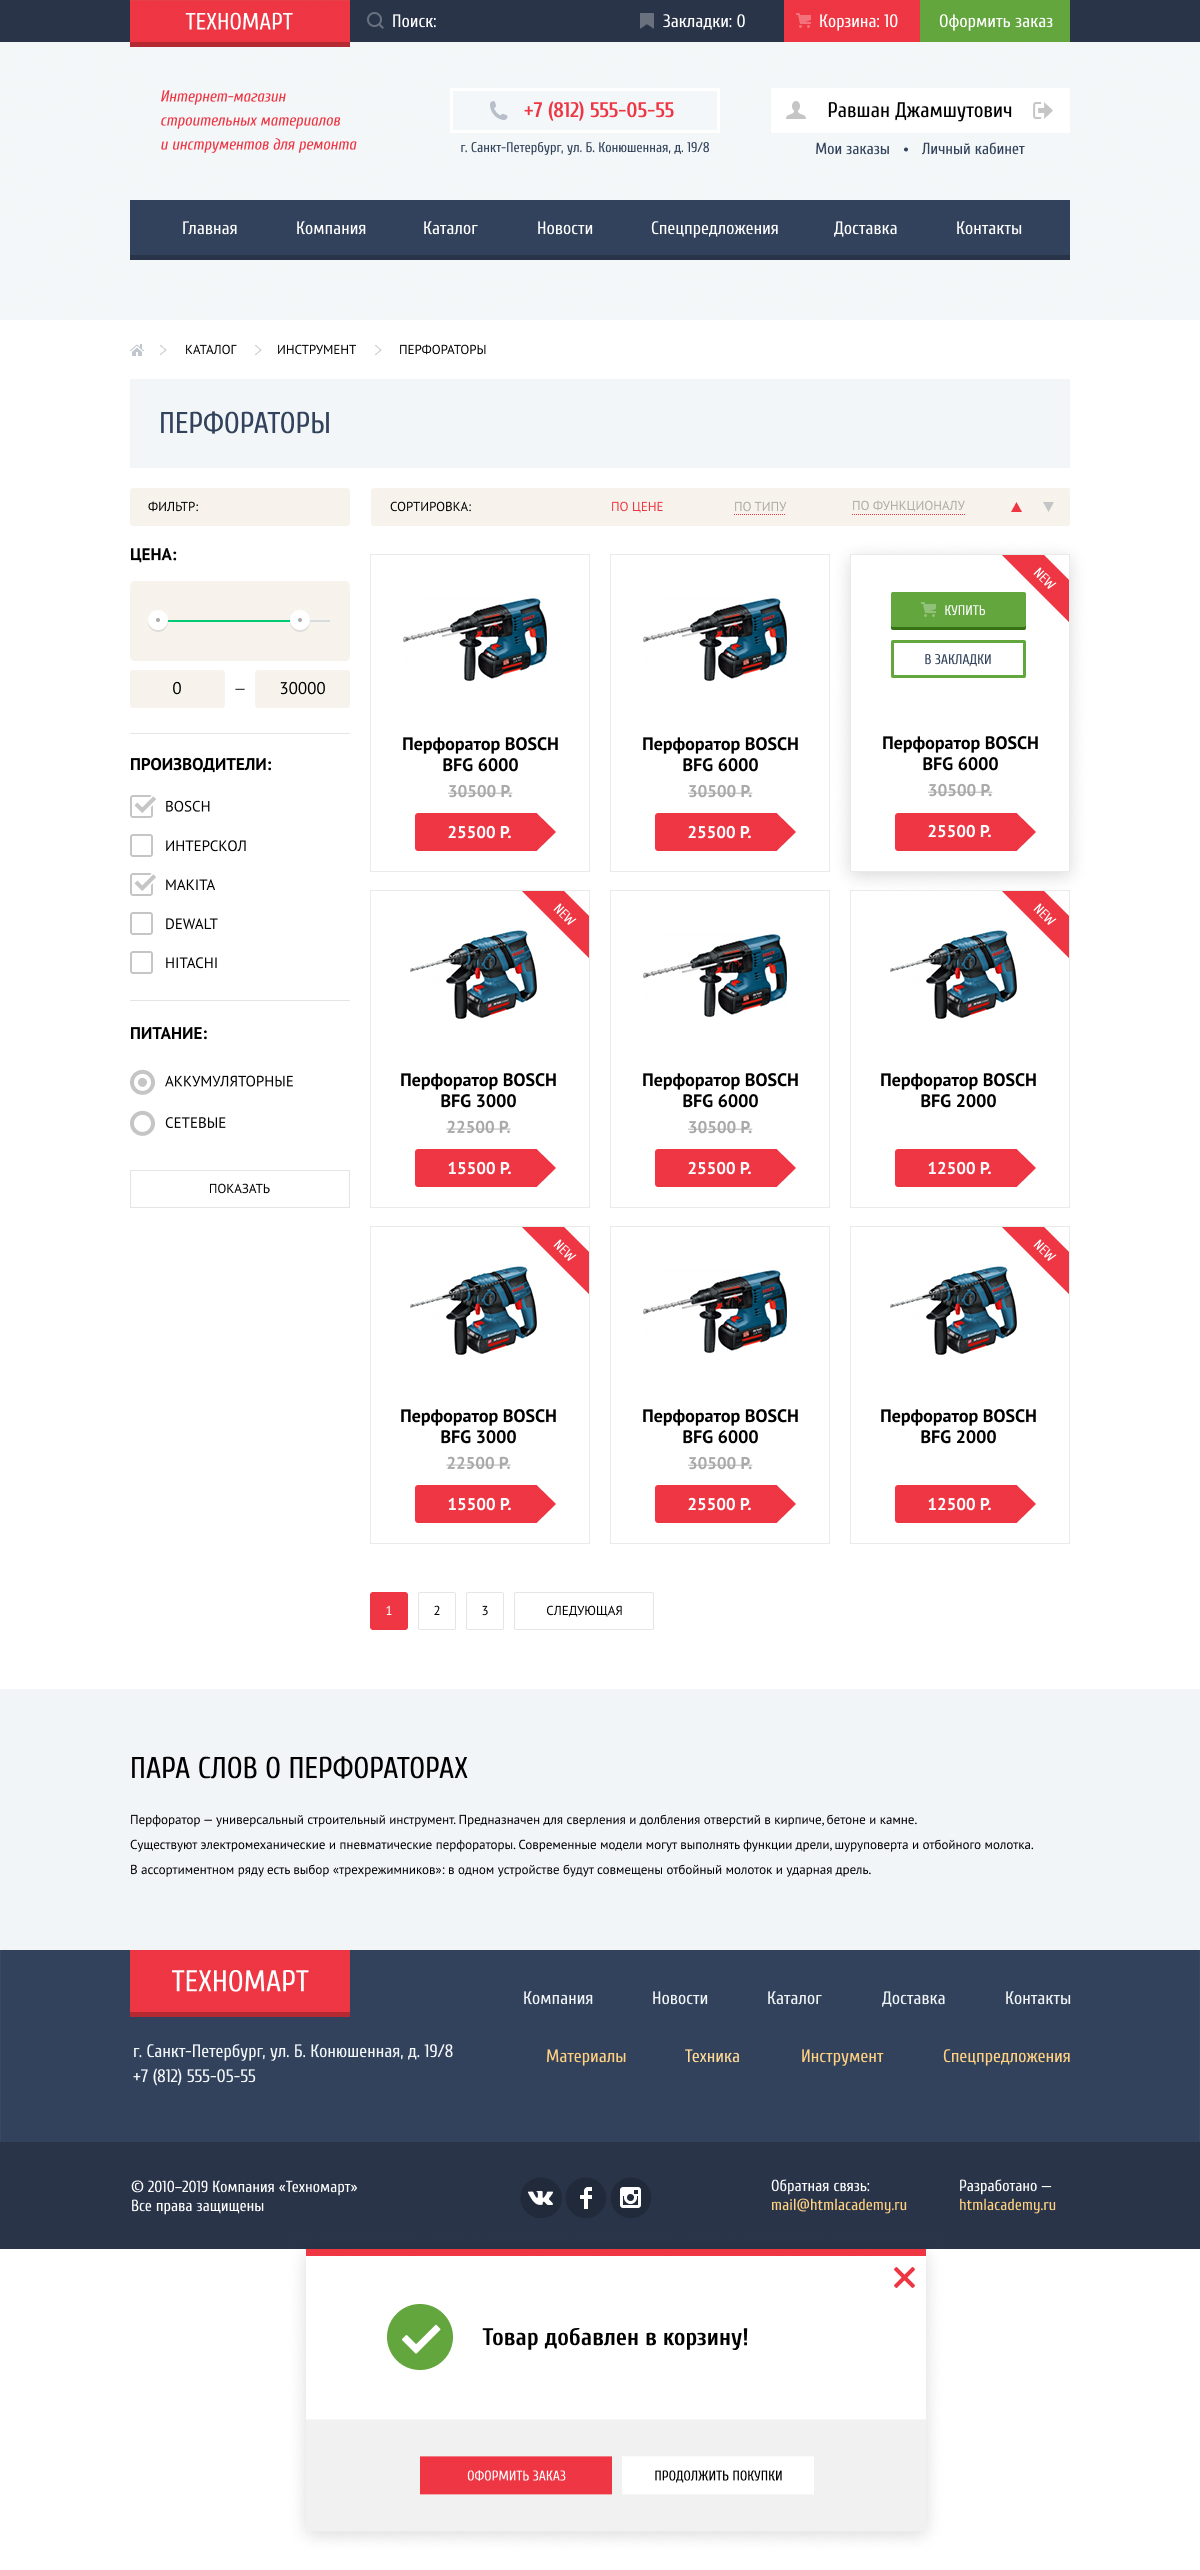 ТЕХНОМАРТ
Поиск:
Закладки: 0
Корзина: 10
Оформить заказ
Интернет-магазин
строительных материалов
и инструментов для ремонта
+7 (812) 555-05-55
г. Санкт-Петербург, ул. Б. Конюшенная, д. 19/8
Равшан Джамшутович
Мои заказы • Личный кабинет
Главная
Компания
Каталог
Новости
Спецпредложения
Доставка
Контакты
КАТАЛОГ
ИНСТРУМЕНТ
ПЕРФОРАТОРЫ
ПЕРФОРАТОРЫ
ФИЛЬТР:
СОРТИРОВКА:
ПО ЦЕНЕ
ПО ТИПУ
ПО ФУНКЦИОНАЛУ
ЦЕНА:
0 – 30000
ПРОИЗВОДИТЕЛИ:
BOSCH
ИНТЕРСКОЛ
MAKITA
DEWALT
HITACHI
ПИТАНИЕ:
АККУМУЛЯТОРНЫЕ
СЕТЕВЫЕ
ПОКАЗАТЬ
Перфоратор BOSCH
BFG 6000
30500 Р.
25500 Р.
Перфоратор BOSCH
BFG 6000
30500 Р.
25500 Р.
NEW
КУПИТЬ
В ЗАКЛАДКИ
Перфоратор BOSCH
BFG 6000
30500 Р.
25500 Р.
NEW
Перфоратор BOSCH
BFG 3000
22500 Р.
15500 Р.
Перфоратор BOSCH
BFG 6000
30500 Р.
25500 Р.
NEW
Перфоратор BOSCH
BFG 2000
12500 Р.
NEW
Перфоратор BOSCH
BFG 3000
22500 Р.
15500 Р.
Перфоратор BOSCH
BFG 6000
30500 Р.
25500 Р.
NEW
Перфоратор BOSCH
BFG 2000
12500 Р.
1
2
3
СЛЕДУЮЩАЯ
ПАРА СЛОВ О ПЕРФОРАТОРАХ
Перфоратор — универсальный строительный инструмент. Предназначен для сверления и долбления отверстий в кирпиче, бетоне и камне.
Существуют электромеханические и пневматические перфораторы. Современные модели могут выполнять функции дрели, шуруповерта и отбойного молотка.
В ассортиментном ряду есть выбор «трехрежимников»: в одном устройстве будут совмещены отбойный молоток и ударная дрель.
ТЕХНОМАРТ
г. Санкт-Петербург, ул. Б. Конюшенная, д. 19/8
+7 (812) 555-05-55
Компания
Новости
Каталог
Доставка
Контакты
Материалы
Техника
Инструмент
Спецпредложения
© 2010–2019 Компания «Техномарт»
Все права защищены
Обратная связь:
mail@htmlacademy.ru
Разработано —
htmlacademy.ru
Товар добавлен в корзину!
ОФОРМИТЬ ЗАКАЗ
ПРОДОЛЖИТЬ ПОКУПКИ